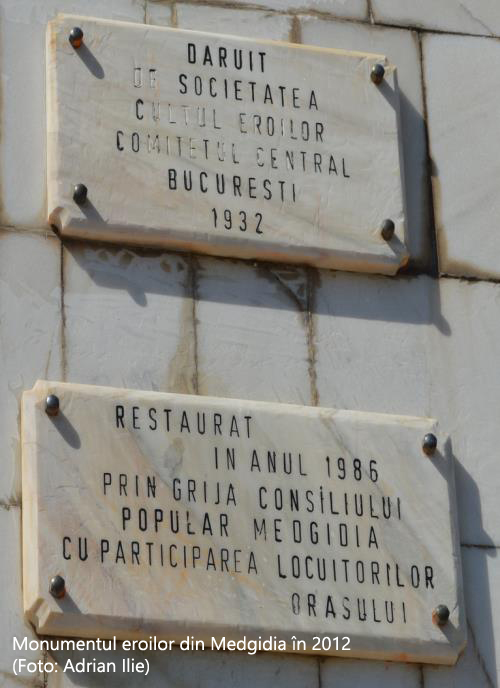 DARUIT
DE SOCIETATEA
CULTUL EROILOR
COMITETUL CENTRAL
BUCURESTI
1932
RESTAURAT
IN ANUL 1986
PRIN GRIJA CONSILIULUI
POPULAR MEDGIDIA
CU PARTICIPAREA LOCUITORILOR
ORASULUI
Monumentul eroilor din Medgidia în 2012
(Foto: Adrian Ilie)